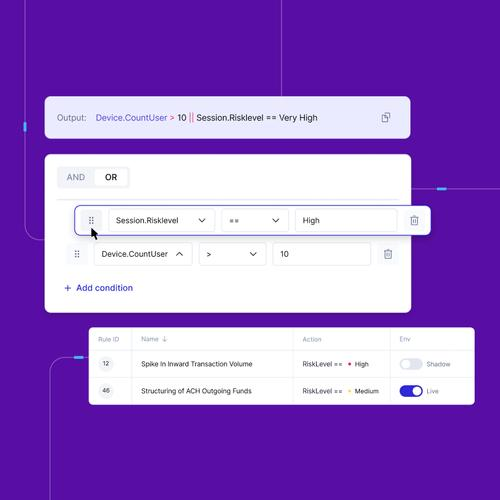 Output: Device.CountUser > 10 || Session.Risklevel == Very High
AND OR
Session.Risklevel == High
Device.CountUser > 10
+ Add condition
Rule ID Name ↓ Action Env
12 Spike In Inward Transaction Volume RiskLevel == High Shadow
46 Structuring of ACH Outgoing Funds RiskLevel == Medium Live